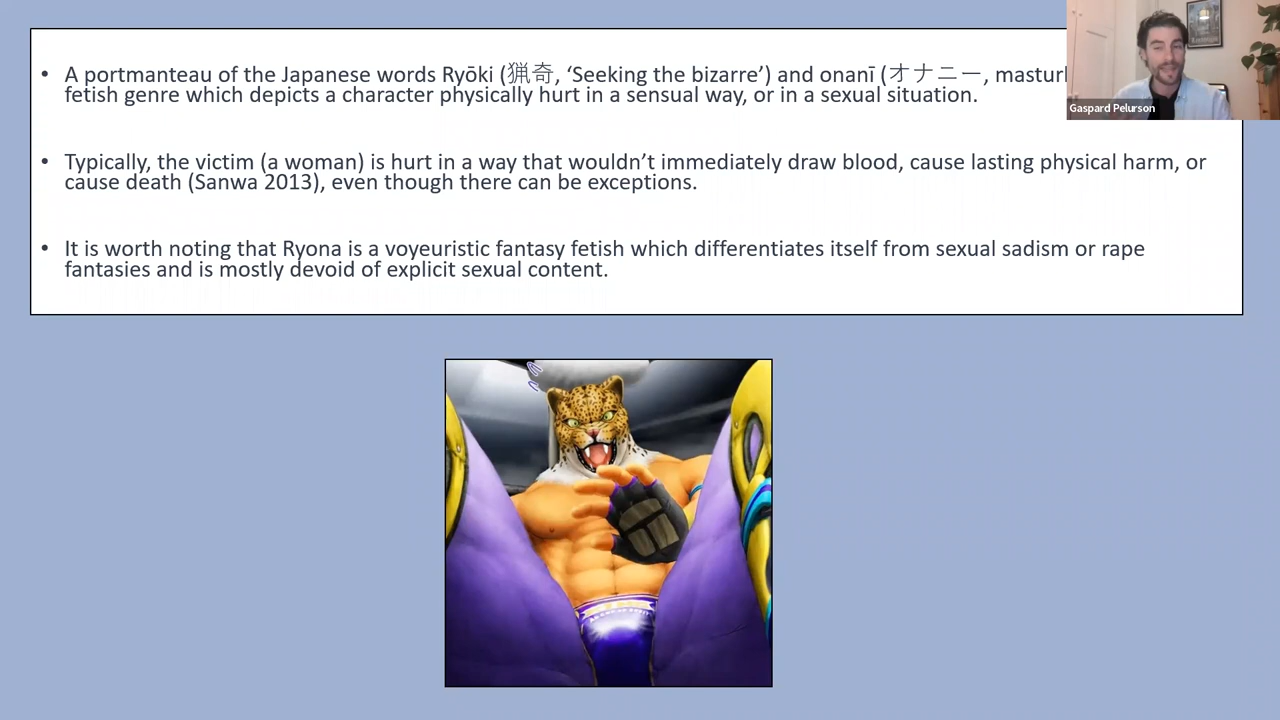 • A portmanteau of the Japanese words Ryōki (猟奇, ‘Seeking the bizarre’) and onanī (オナニー,
fetish genre which depicts a character physically hurt in a sensual way, or in a sexual situation.
• Typically, the victim (a woman) is hurt in a way that wouldn’t immediately draw blood, cause lasting physical harm, or
cause death (Sanwa 2013), even though there can be exceptions.
• It is worth noting that Ryona is a voyeuristic fantasy fetish which differentiates itself from sexual sadism or rape
fantasies and is mostly devoid of explicit sexual content.
Gaspard Pelurson